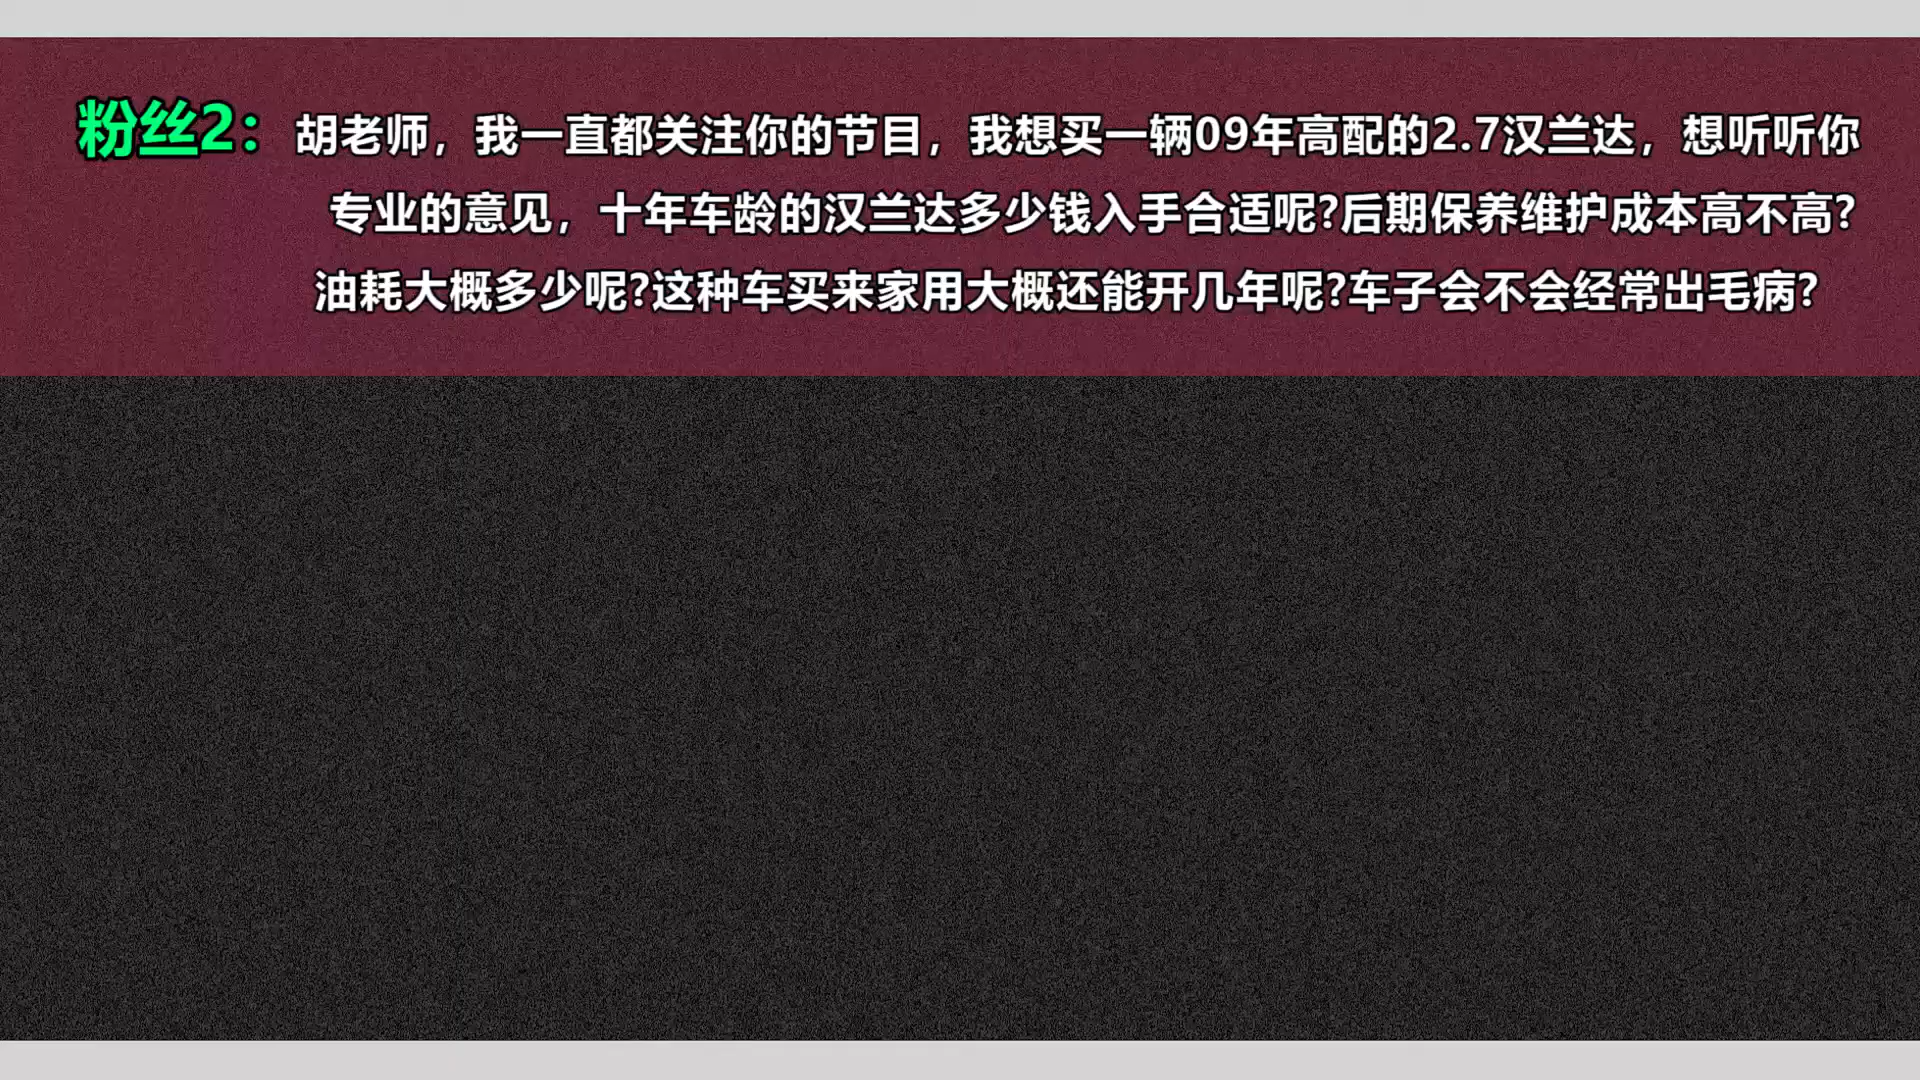 粉丝2：胡老师，我一直都关注你的节目，我想买一辆09年高配的2.7汉兰达，想听听你
专业的意见，十年车龄的汉兰达多少钱入手合适呢?后期保养维护成本高不高?
油耗大概多少呢?这种车买来家用大概还能开几年呢?车子会不会经常出毛病?